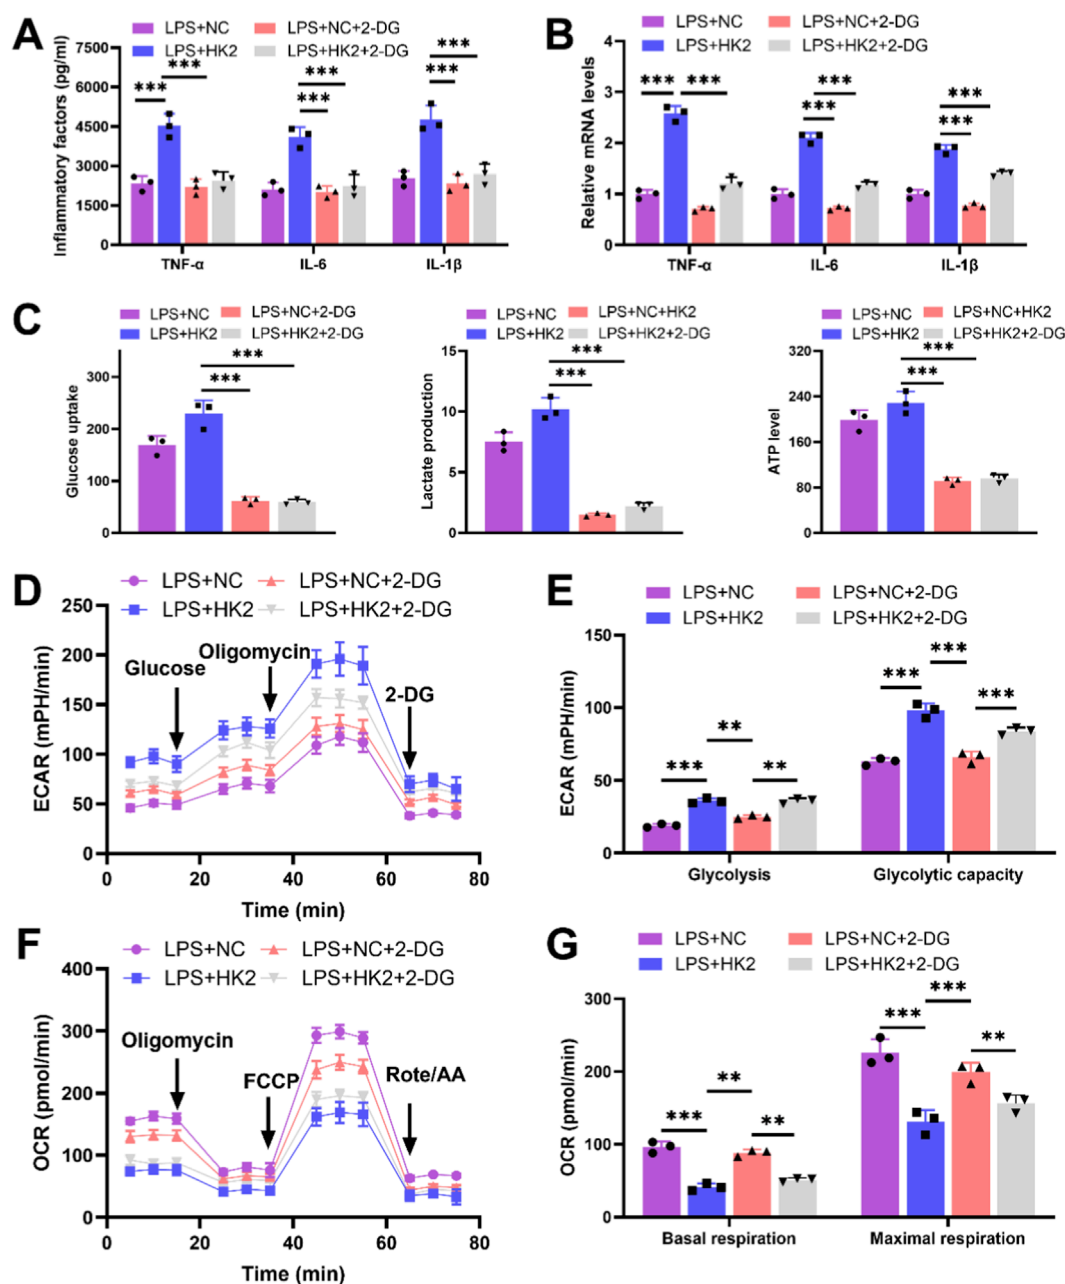 A
LPS+NC
LPS+NC+2-DG
LPS+HK2
LPS+HK2+2-DG
Inflammatory factors (pg/ml)
7500
6000
4500
3000
1500
0
***
***
***
***
***
***
TNF-α
IL-6
IL-1β
B
LPS+NC
LPS+NC+2-DG
LPS+HK2
LPS+HK2+2-DG
Relative mRNA levels
4
3
2
1
0
***
***
***
***
***
***
TNF-α
IL-6
IL-1β
C
LPS+NC
LPS+NC+2-DG
LPS+HK2
LPS+HK2+2-DG
Glucose uptake
300
200
100
0
***
***
LPS+NC
LPS+NC+HK2
LPS+HK2
LPS+HK2+2-DG
Lactate production
15
10
5
0
***
***
LPS+NC
LPS+NC+HK2
LPS+HK2
LPS+HK2+2-DG
ATP level
320
240
160
80
0
***
***
D
LPS+NC
LPS+NC+2-DG
LPS+HK2
LPS+HK2+2-DG
ECAR (mPH/min)
250
200
150
100
50
0
Glucose
Oligomycin
2-DG
0
20
40
60
80
Time (min)
E
LPS+NC
LPS+NC+2-DG
LPS+HK2
LPS+HK2+2-DG
ECAR (mPH/min)
150
100
50
0
***
**
**
***
***
***
Glycolysis
Glycolytic capacity
F
LPS+NC
LPS+NC+2-DG
LPS+HK2
LPS+HK2+2-DG
OCR (pmol/min)
400
300
200
100
0
Oligomycin
FCCP
Rote/AA
0
20
40
60
80
Time (min)
G
LPS+NC
LPS+NC+2-DG
LPS+HK2
LPS+HK2+2-DG
OCR (pmol/min)
300
200
100
0
***
**
**
***
***
**
Basal respiration
Maximal respiration